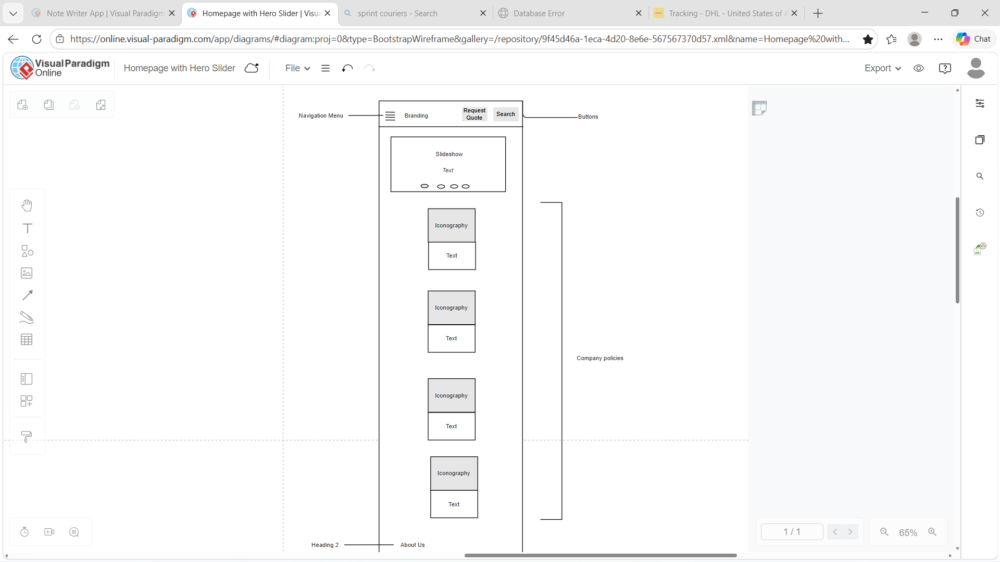 Note Writer App | Visual Paradigm
Homepage with Hero Slider | Visua
sprint couriers - Search
Database Error
Tracking - DHL - United States of A
https://online.visual-paradigm.com/app/diagrams/#diagram:proj=0&type=BootstrapWireframe&gallery=/repository/9f45d46a-1eca-4d20-8e6e-567567370d57.xml&name=Homepage%20with...
Chat
Visual Paradigm
Online
Homepage with Hero Slider
File
Export
Navigation Menu
Branding
Request
Quote
Search
Buttons
Slideshow
Text
Iconography
Text
Iconography
Text
Company policies
Iconography
Text
Iconography
Text
Heading 2
About Us
1 / 1
65%